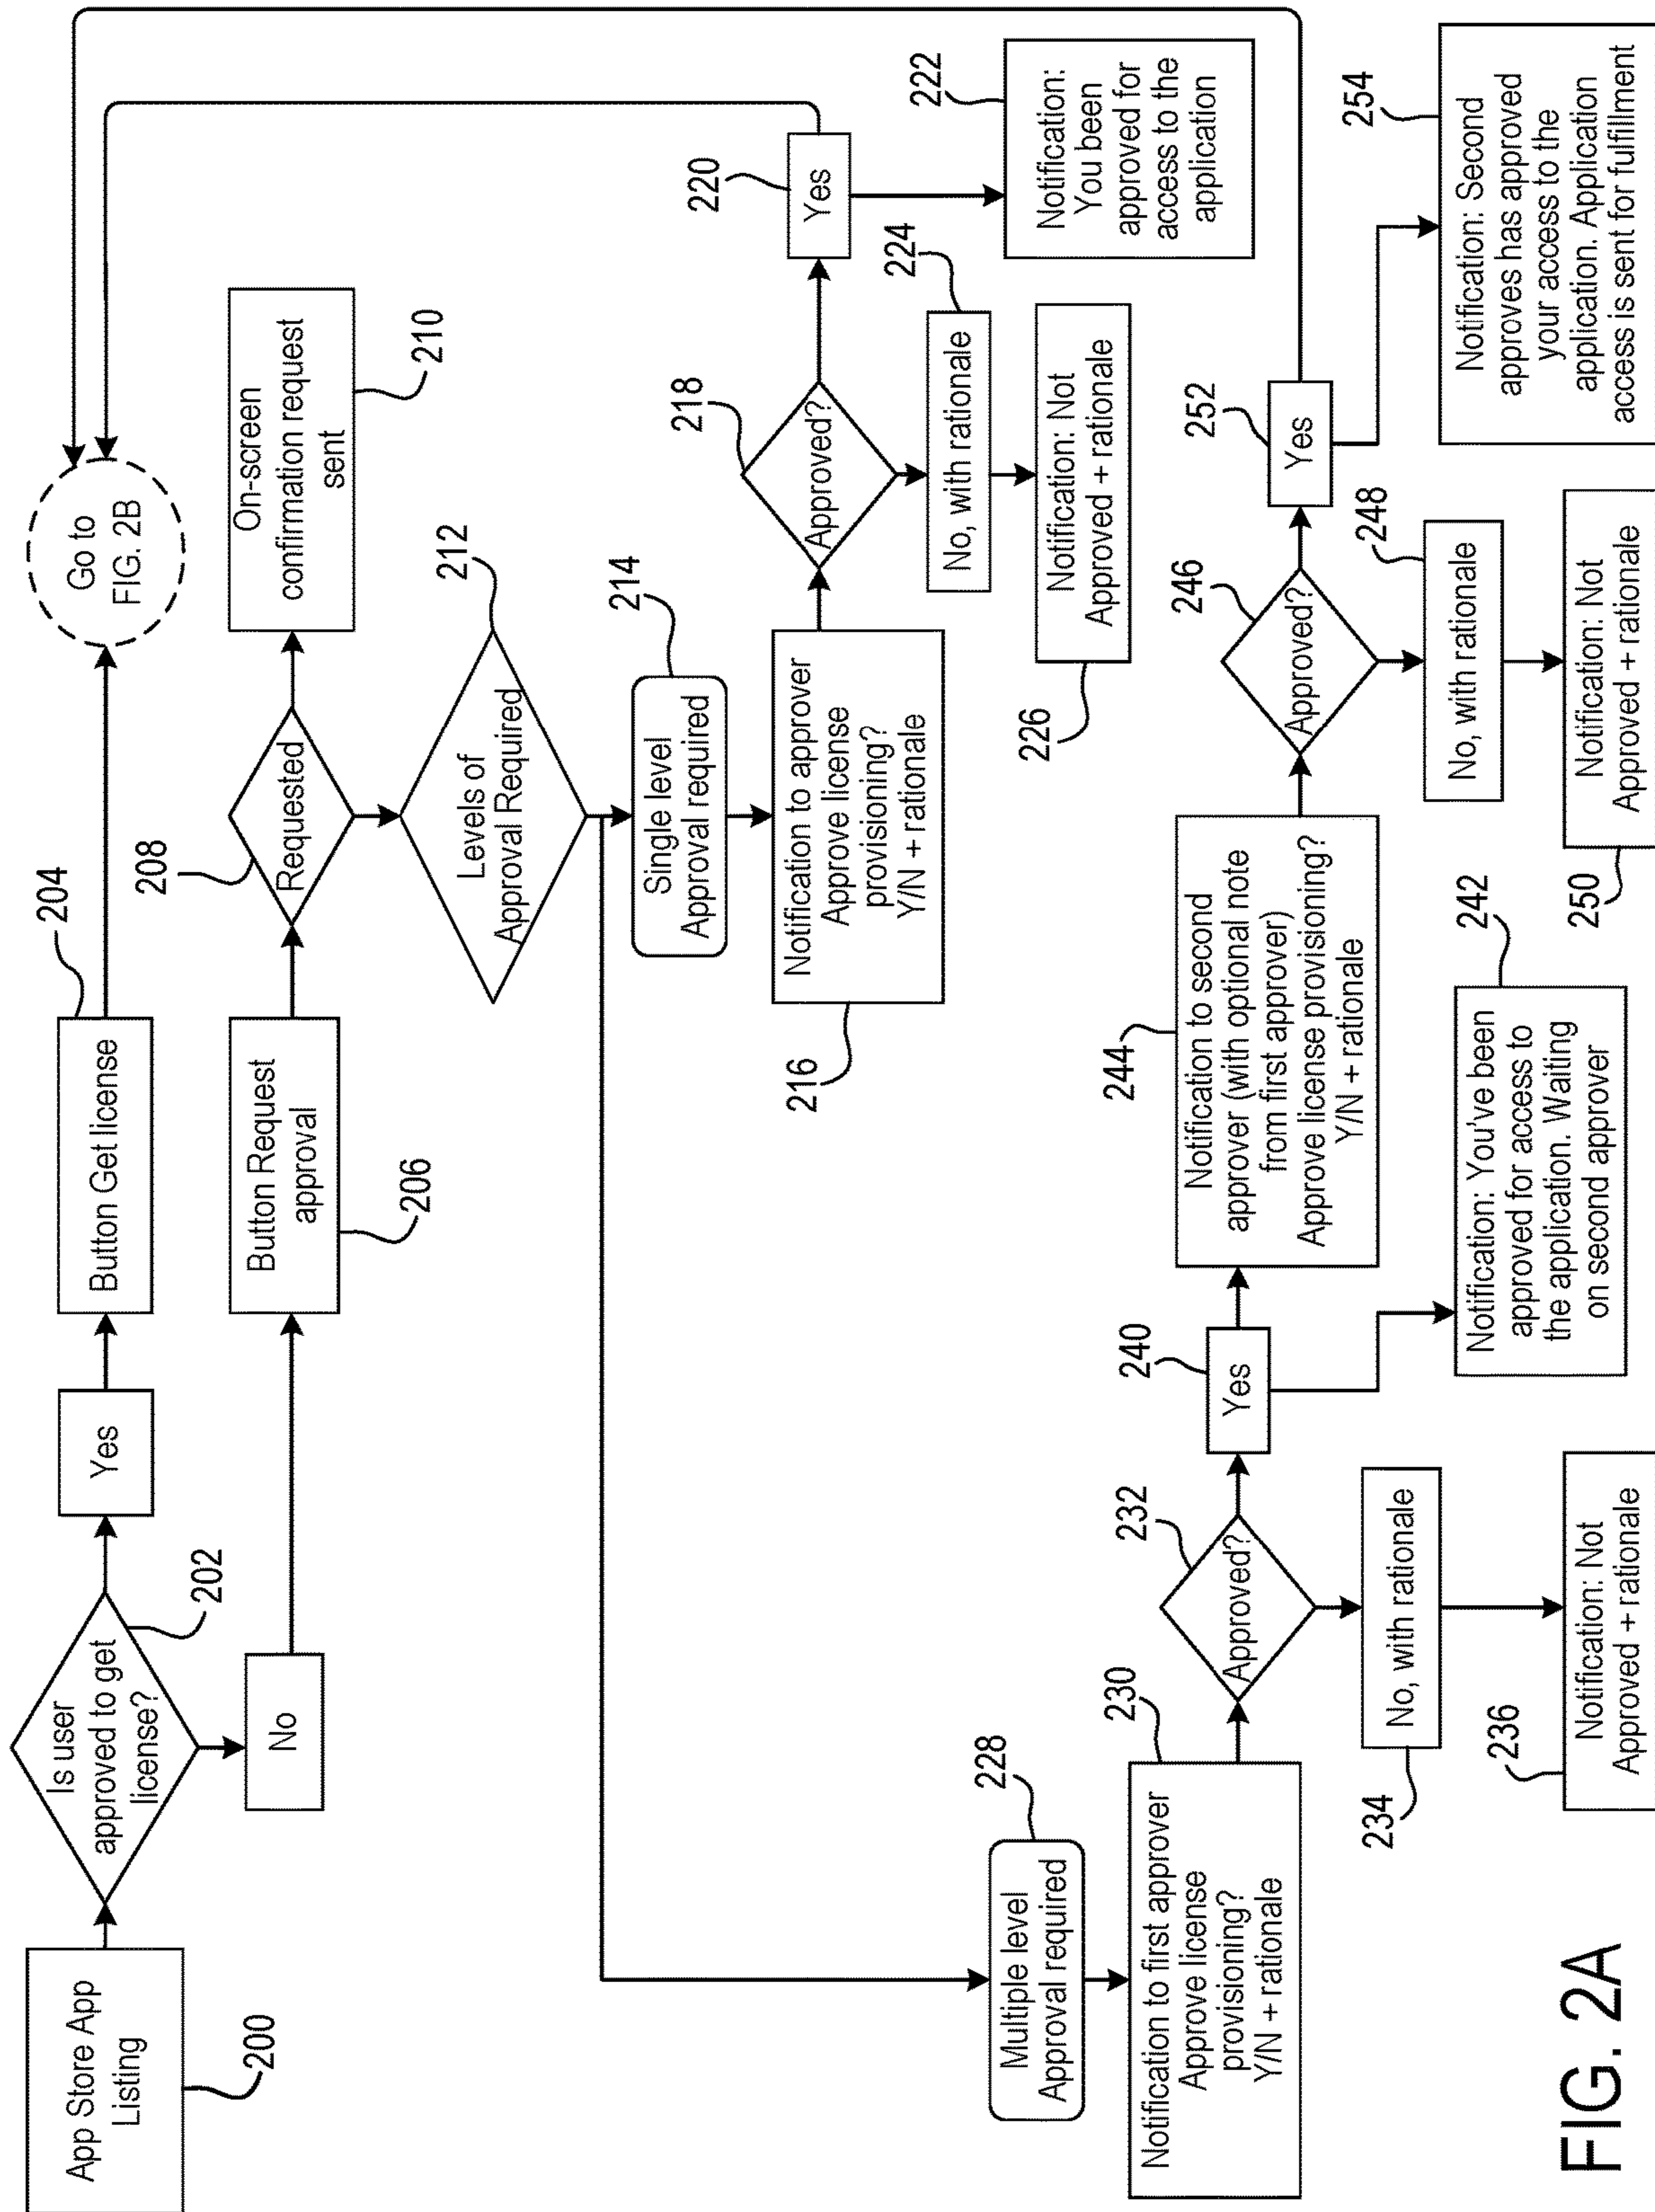 App Store App
Listing
200
Is user
approved to get
license?
202
Yes
No
Button Get license
204
Go to
FIG. 2B
Button Request
approval
206
Requested
208
On-screen
confirmation request
sent
210
Levels of
Approval Required
212
Single level
Approval required
214
Notification to approver
Approve license
provisioning?
Y/N + rationale
216
Approved?
218
Yes
220
Notification:
You been
approved for
access to the
application
222
No, with rationale
224
Notification: Not
Approved + rationale
226
Multiple level
Approval required
228
Notification to first approver
Approve license
provisioning?
Y/N + rationale
230
Approved?
232
No, with rationale
234
Notification: Not
Approved + rationale
236
Yes
240
Notification: You've been
approved for access to
the application. Waiting
on second approver
242
Notification to second
approver (with optional note
from first approver)
Approve license provisioning?
Y/N + rationale
244
Approved?
246
No, with rationale
248
Notification: Not
Approved + rationale
250
Yes
252
Notification: Second
approves has approved
your access to the
application. Application
access is sent for fulfillment
254
FIG. 2A